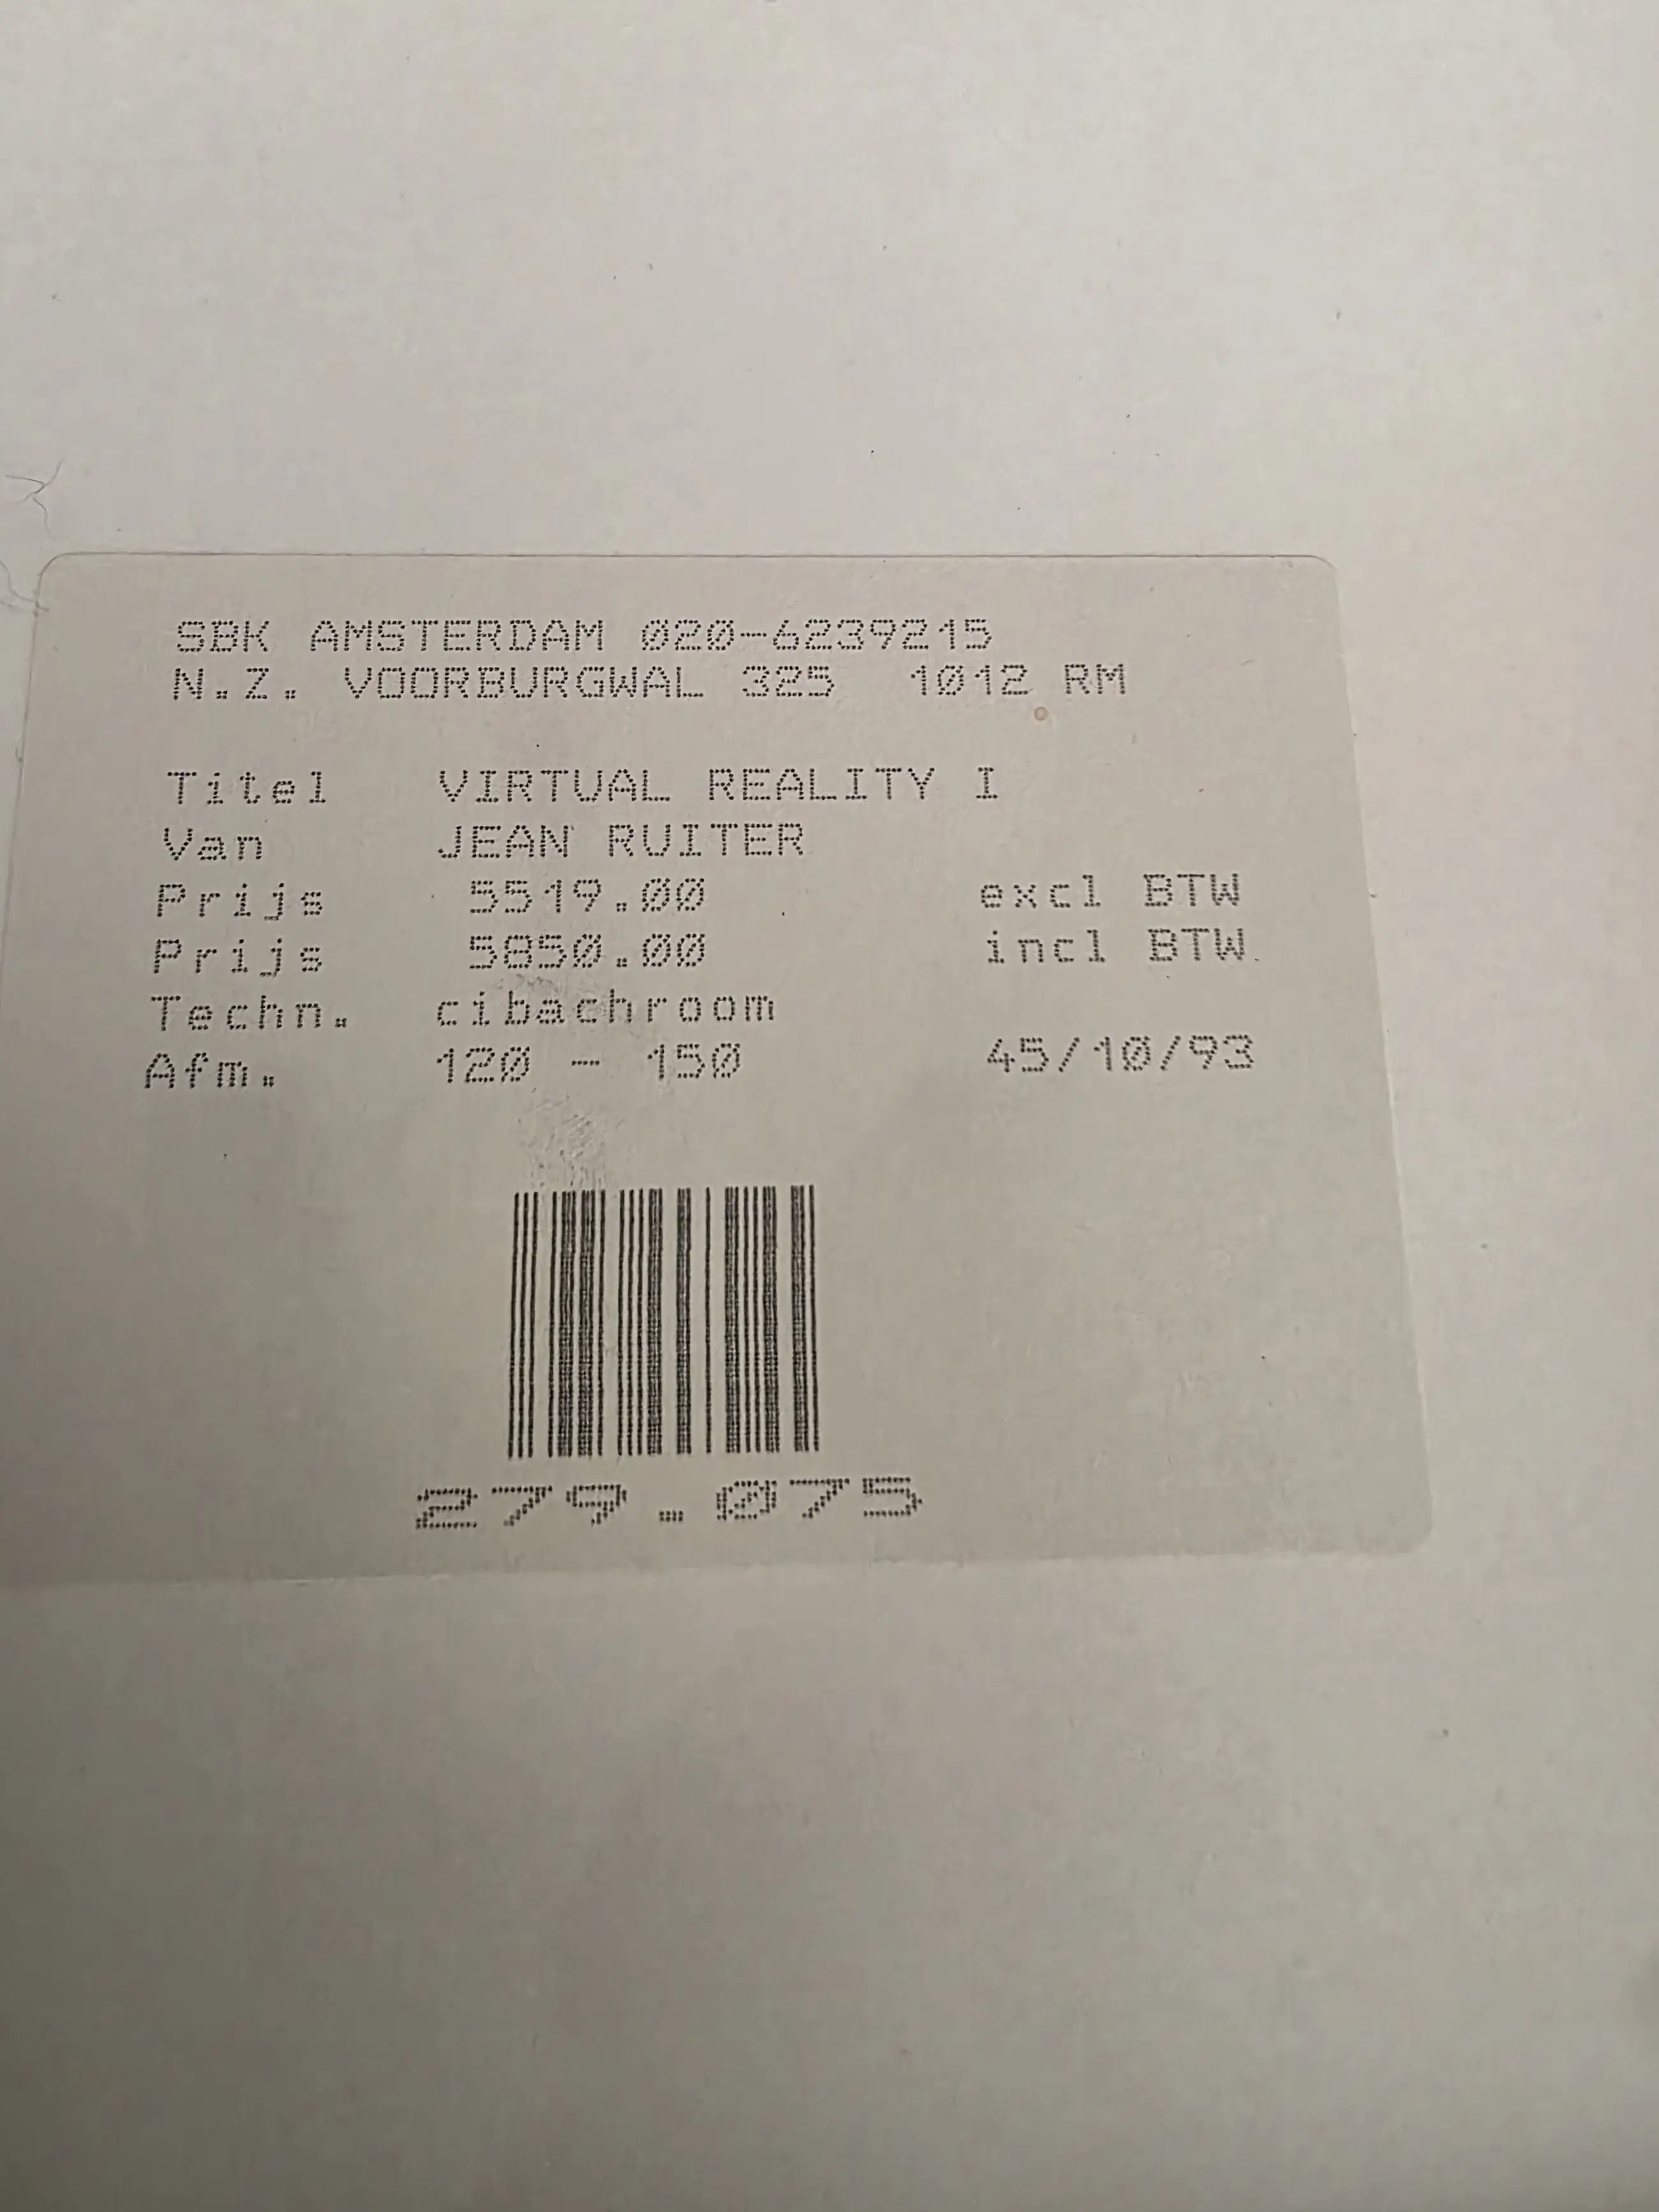 SBK AMSTERDAM 020-6239215
N.Z. VOORBURGWAL 325 1012 RM
Titel VIRTUAL REALITY I
Van JEAN RUITER
Prijs 5519.00 excl BTW
Prijs 5850.00 incl BTW
Techn. cibachroom
Afm. 120 - 150 45/10/93
279.075